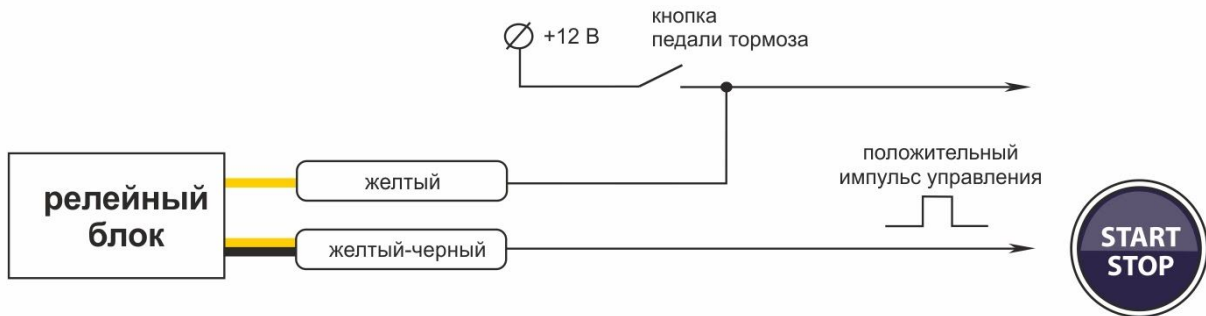 +12 В
кнопка
педали тормоза
релейный
блок
желтый
желтый-черный
положительный
импульс управления
START
STOP